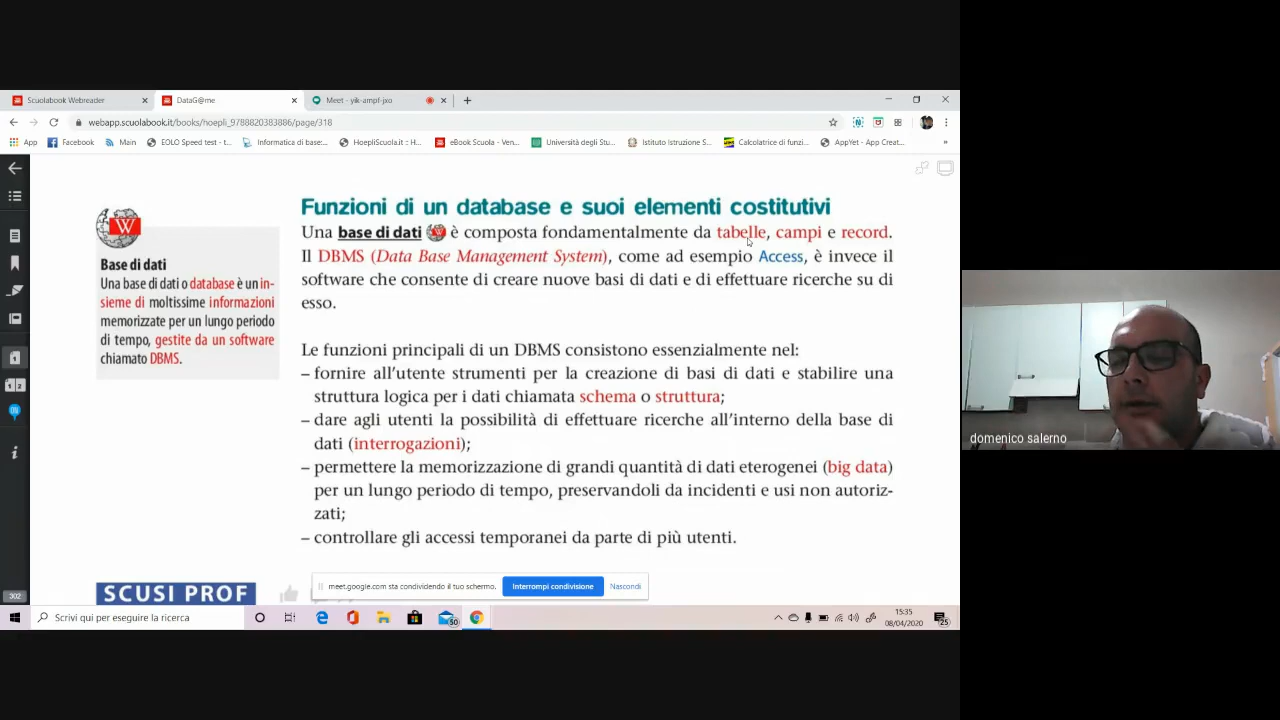 Scuolabook Webreader
DataG@me
Meet - yik-ampf-jxo
webapp.scuolabook.it/books/hoepli_9788820383886/page/318
App
Facebook
Main
EOLO Speed test - t...
Informatica di base:...
HoepliScuola.it :: H...
eBook Scuola - Ven...
Università degli Stu...
Istituto Istruzione S...
Calcolatrice di funzi...
AppYet - App Creat...
»
Funzioni di un database e suoi elementi costitutivi
Una base di dati W è composta fondamentalmente da tabelle, campi e record.
Il DBMS (Data Base Management System), come ad esempio Access, è invece il
software che consente di creare nuove basi di dati e di effettuare ricerche su di
esso.
Le funzioni principali di un DBMS consistono essenzialmente nel:
– fornire all'utente strumenti per la creazione di basi di dati e stabilire una
struttura logica per i dati chiamata schema o struttura;
– dare agli utenti la possibilità di effettuare ricerche all'interno della base di
dati (interrogazioni);
– permettere la memorizzazione di grandi quantità di dati eterogenei (big data)
per un lungo periodo di tempo, preservandoli da incidenti e usi non autoriz-
zati;
– controllare gli accessi temporanei da parte di più utenti.
W
Base di dati
Una base di dati o database è un in-
sieme di moltissime informazioni
memorizzate per un lungo periodo
di tempo, gestite da un software
chiamato DBMS.
SCUSI PROF
302
meet.google.com sta condividendo il tuo schermo.
Interrompi condivisione
Nascondi
Scrivi qui per eseguire la ricerca
50
15:35
08/04/2020
25
domenico salerno